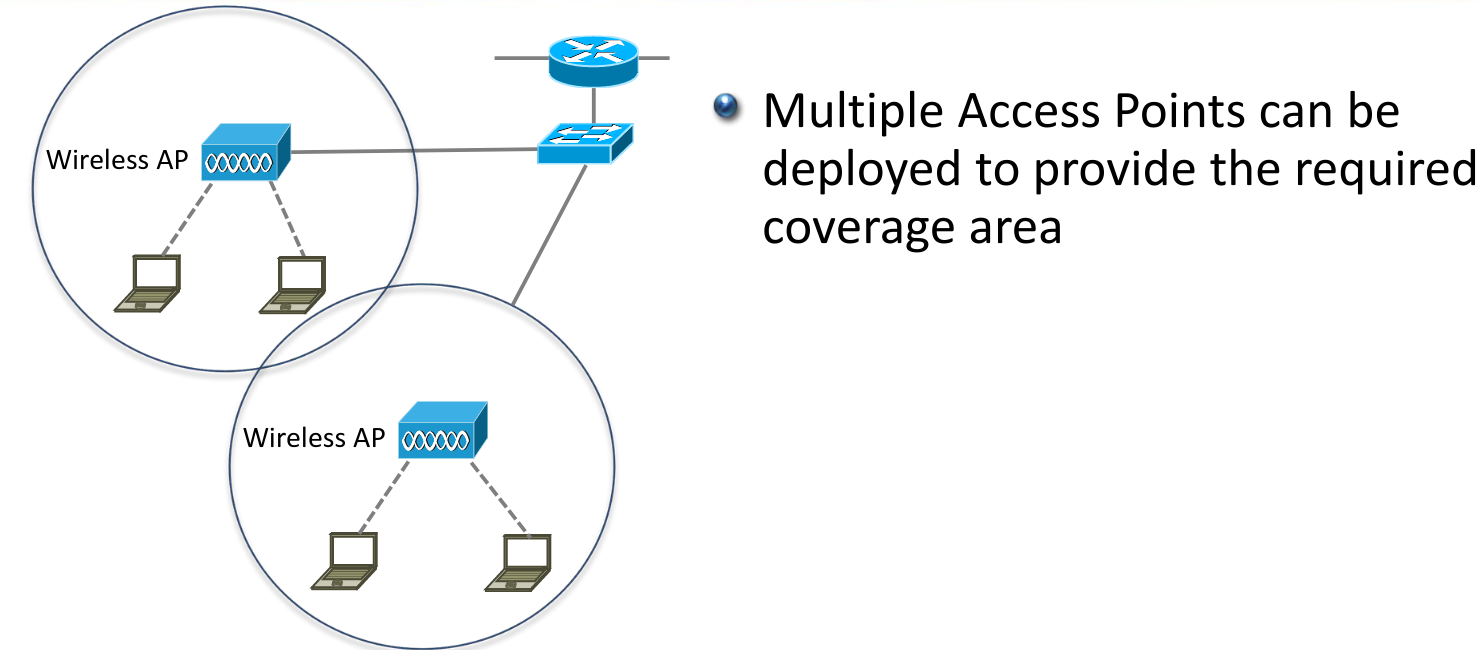 Wireless AP
Wireless AP
Multiple Access Points can be
deployed to provide the required
coverage area